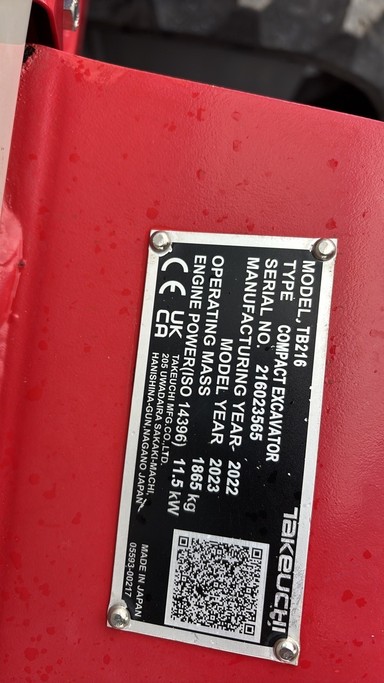 TAKEUCHI
MODEL, TB216
TYPE COMPACT EXCAVATOR
SERIAL NO. 216023565
MANUFACTURING YEAR- 2022
MODEL YEAR 2023
OPERATING MASS 1865 kg
ENGINE POWER(ISO 14396) 11.5 kW
CE UK CA
TAKEUCHI MFG.CO.,LTD.
205 UWADAIRA SAKAKI-MACHI,
HANISHINA-GUN,NAGANO JAPAN
MADE IN JAPAN
05593-00217